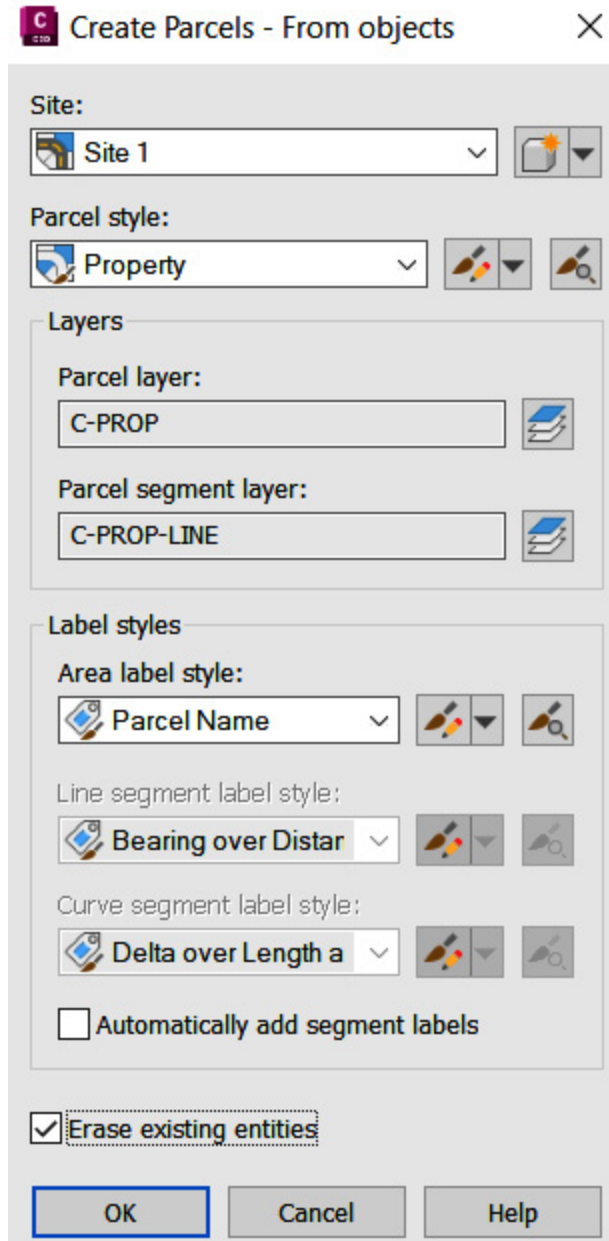 C
C3D
Create Parcels - From objects
Site:
Site 1
Parcel style:
Property
Layers
Parcel layer:
C-PROP
Parcel segment layer:
C-PROP-LINE
Label styles
Area label style:
Parcel Name
Line segment label style:
Bearing over Distar
Curve segment label style:
Delta over Length a
Automatically add segment labels
Erase existing entities
OK Cancel Help